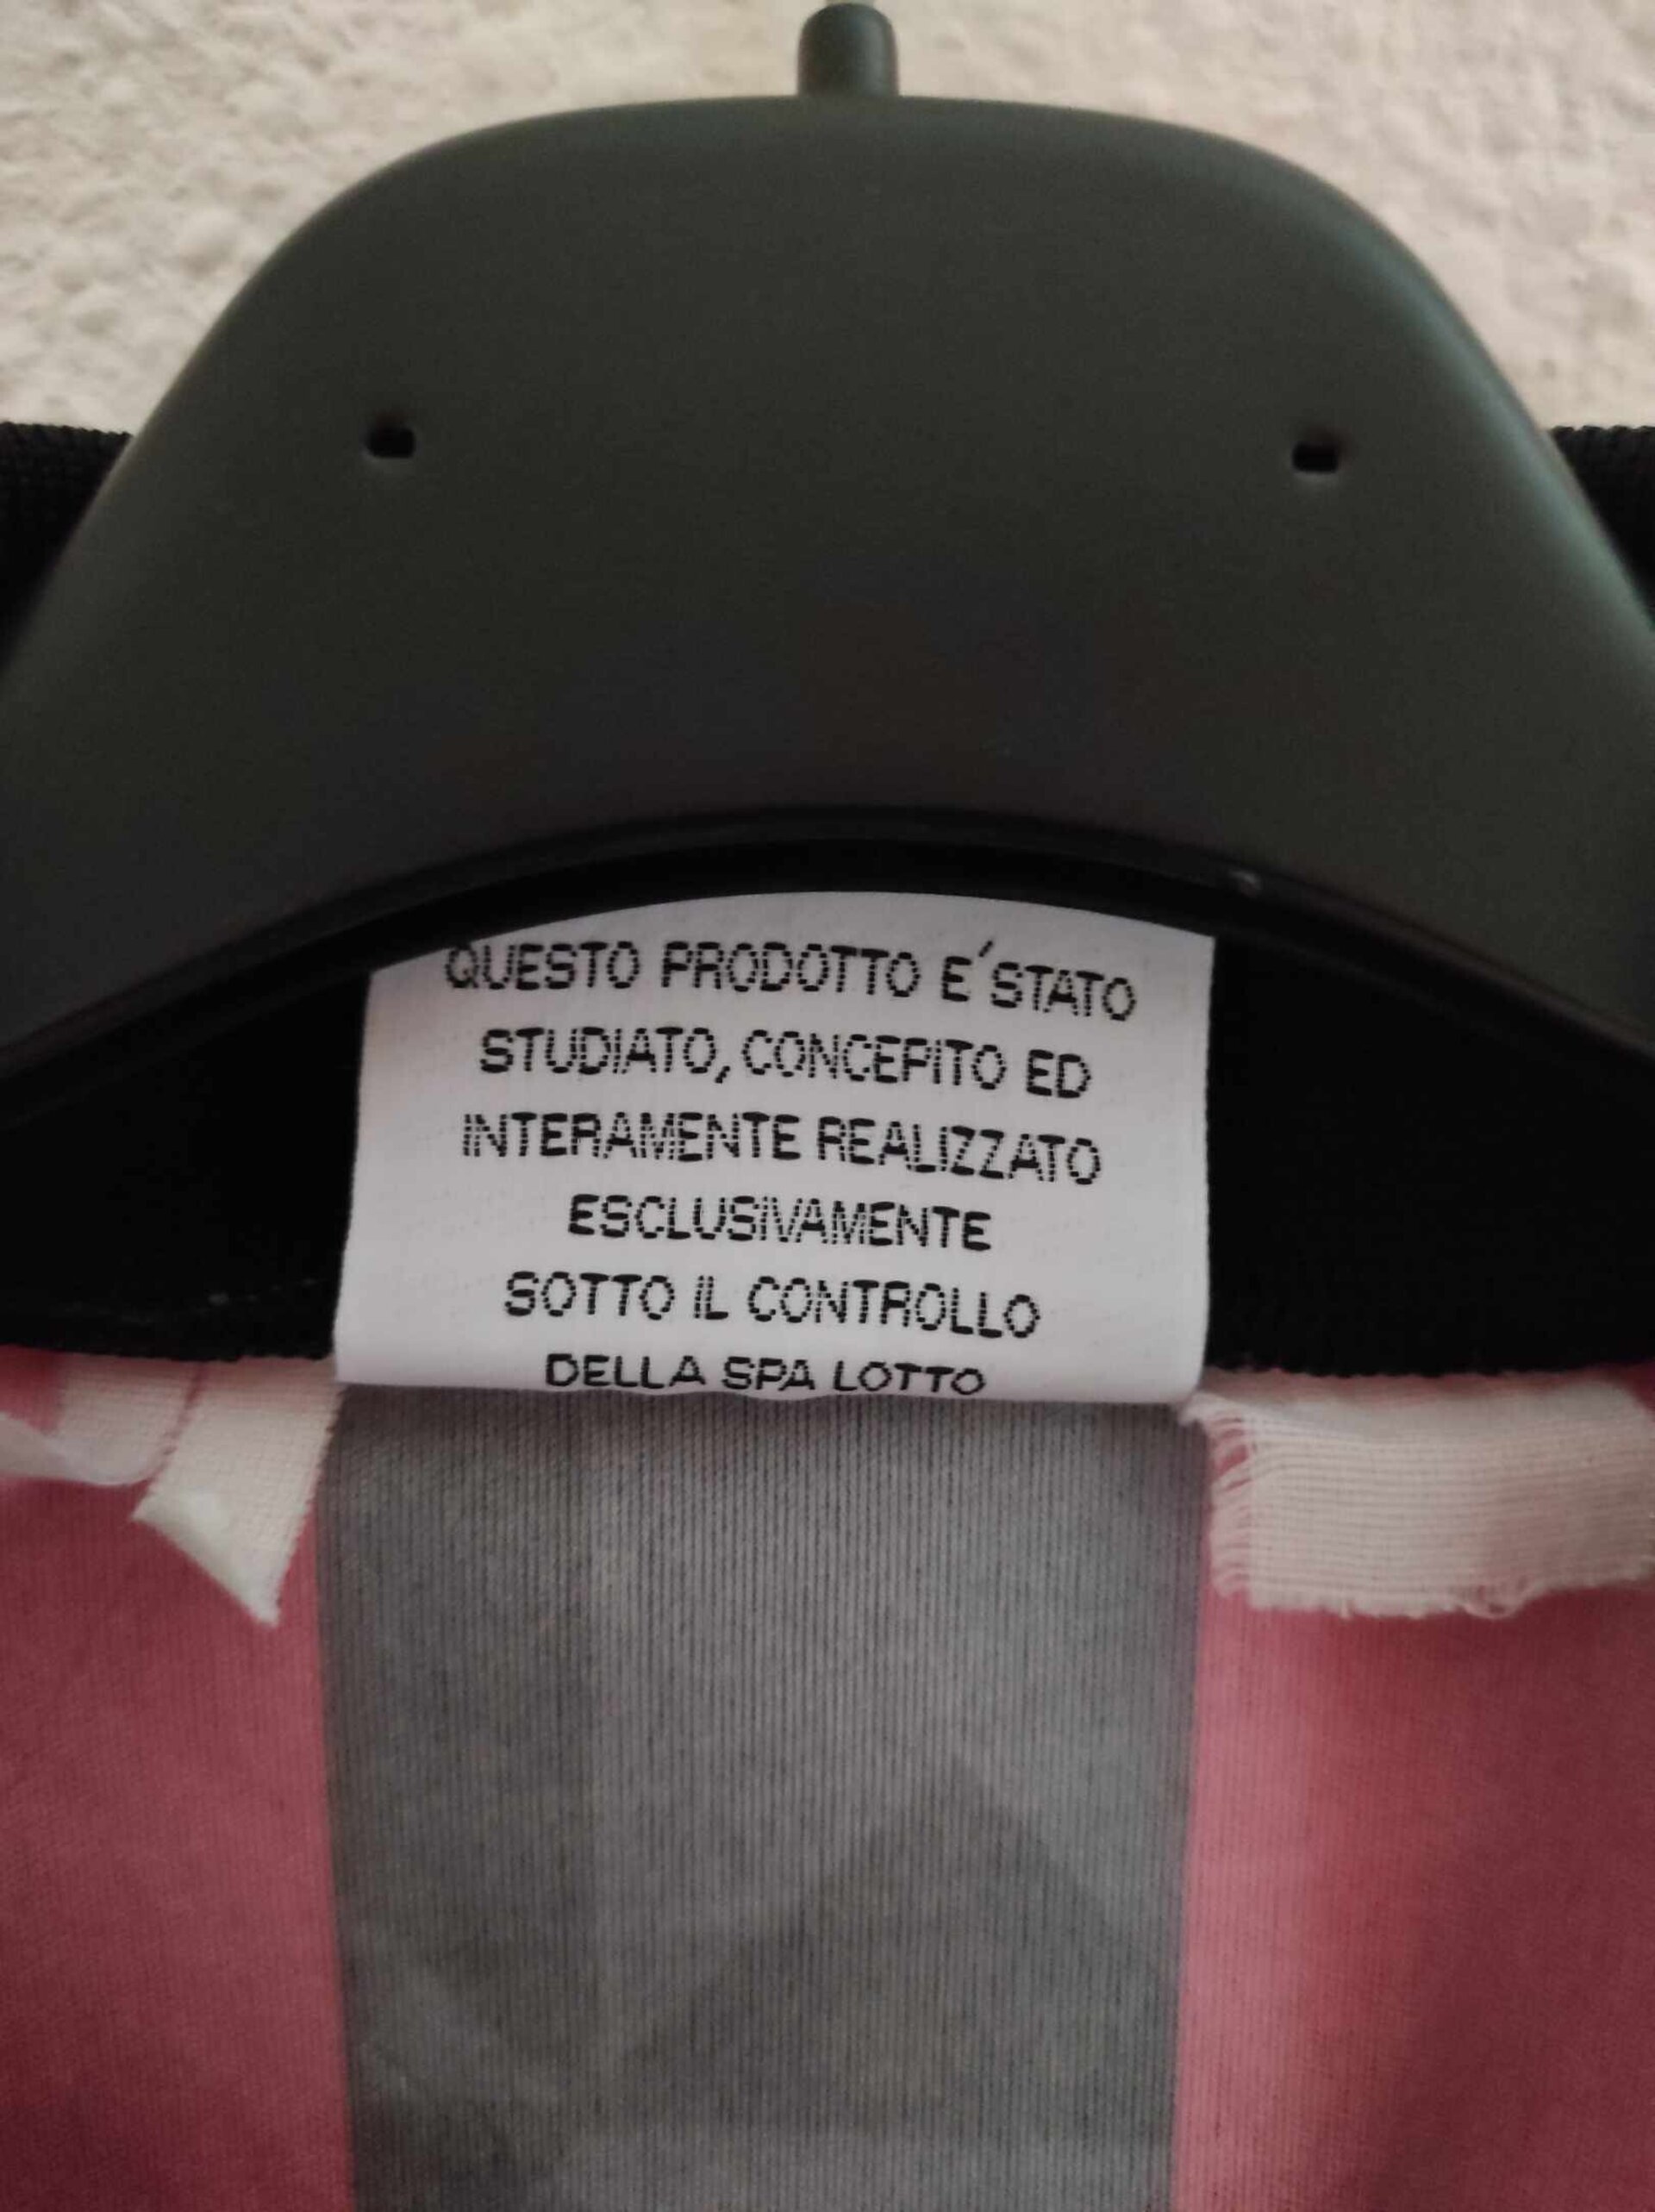 QUESTO PRODOTTO E´STATO
STUDIATO, CONCEPITO ED
INTERAMENTE REALIZZATO
ESCLUSIVAMENTE
SOTTO IL CONTROLLO
DELLA SPA LOTTO